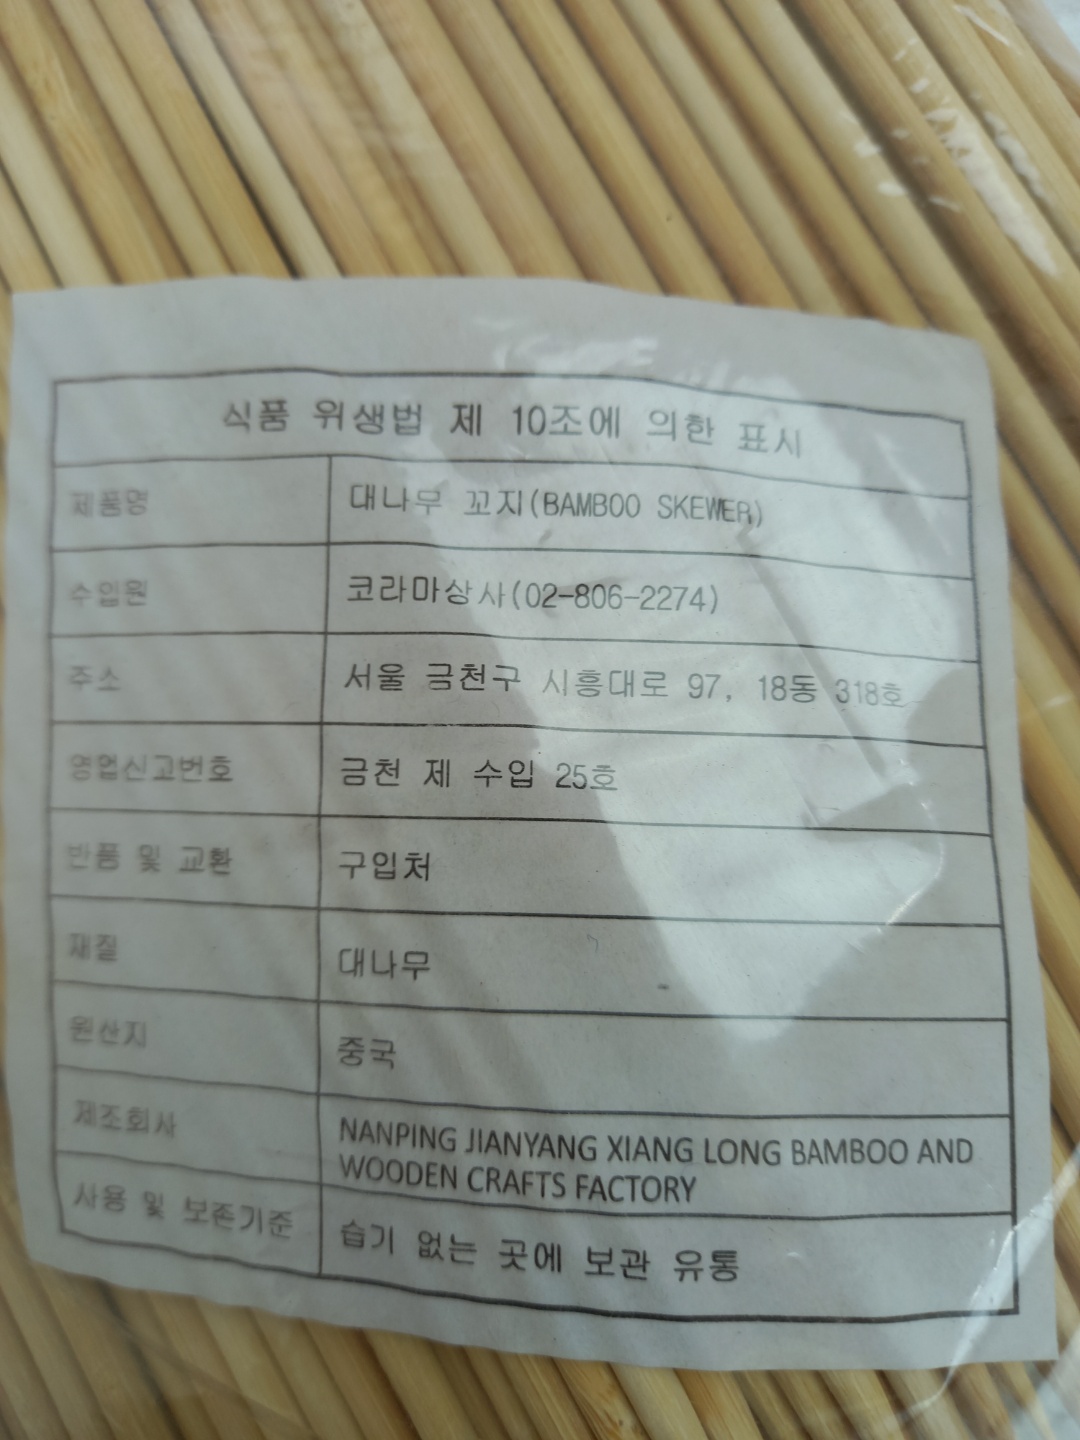 식품 위생법 제 10조에 의한 표시
제품명 대나무 꼬지(BAMBOO SKEWER)
수입원 코라마상사(02-806-2274)
주소 서울 금천구 시흥대로 97, 18동 318호
영업신고번호 금천 제 수입 25호
반품 및 교환 구입처
재질 대나무
원산지 중국
제조회사 NANPING JIANYANG XIANG LONG BAMBOO AND
WOODEN CRAFTS FACTORY
사용 및 보존기준 습기 없는 곳에 보관 유통